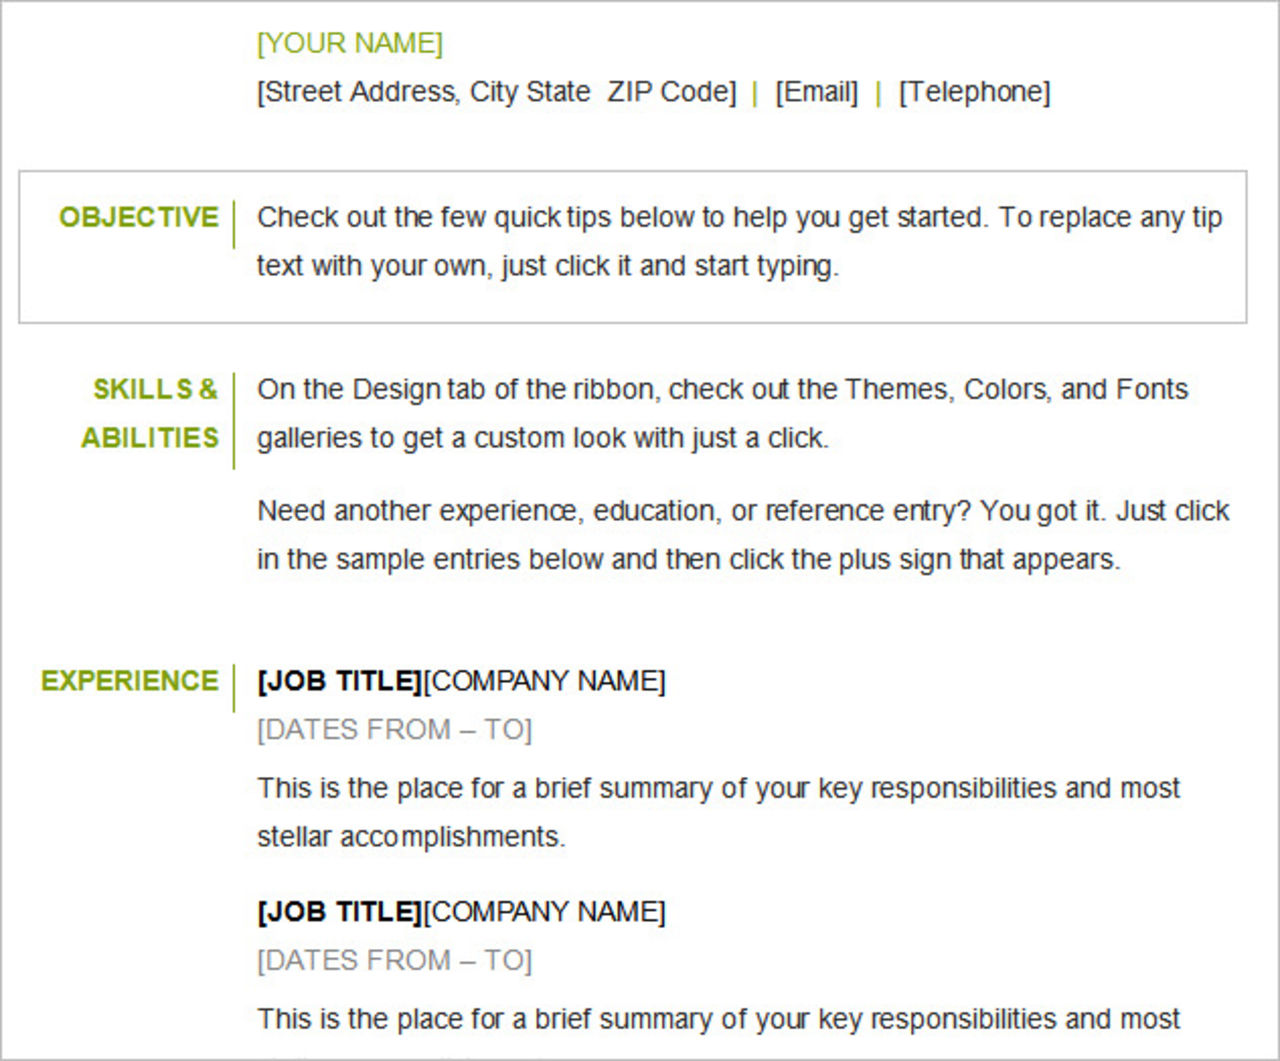 [YOUR NAME]
[Street Address, City State  ZIP Code] | [Email] | [Telephone]
OBJECTIVE
Check out the few quick tips below to help you get started. To replace any tip
text with your own, just click it and start typing.
SKILLS &
ABILITIES
On the Design tab of the ribbon, check out the Themes, Colors, and Fonts
galleries to get a custom look with just a click.
Need another experience, education, or reference entry? You got it. Just click
in the sample entries below and then click the plus sign that appears.
EXPERIENCE
[JOB TITLE][COMPANY NAME]
[DATES FROM – TO]
This is the place for a brief summary of your key responsibilities and most
stellar accomplishments.
[JOB TITLE][COMPANY NAME]
[DATES FROM – TO]
This is the place for a brief summary of your key responsibilities and most